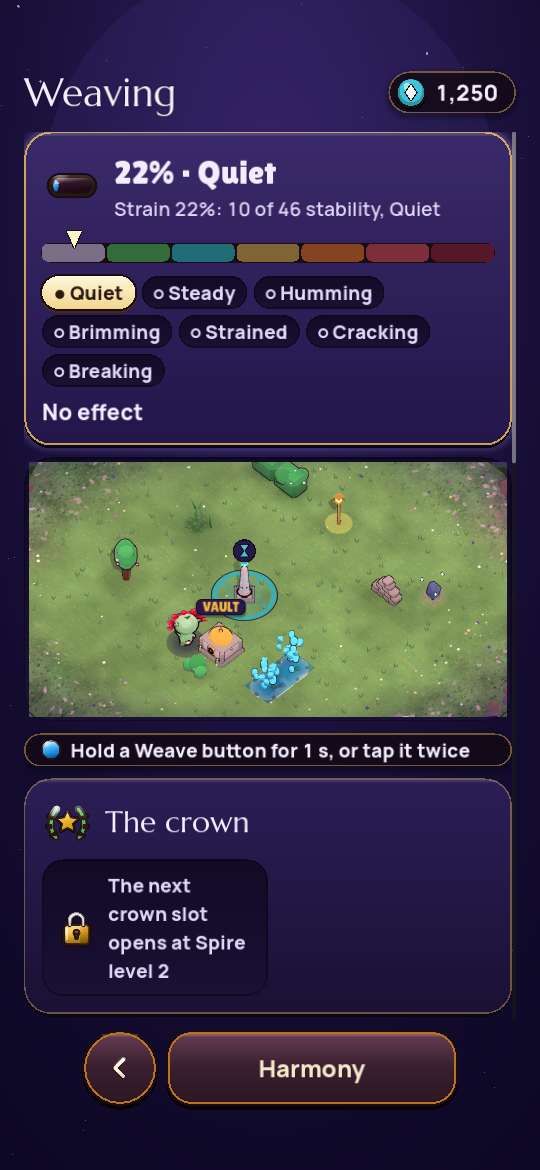 Weaving
1,250
22% · Quiet
Strain 22%: 10 of 46 stability, Quiet
Quiet
Steady
Humming
Brimming
Strained
Cracking
Breaking
No effect
VAULT
Hold a Weave button for 1 s, or tap it twice
The crown
The next
crown slot
opens at Spire
level 2
Harmony